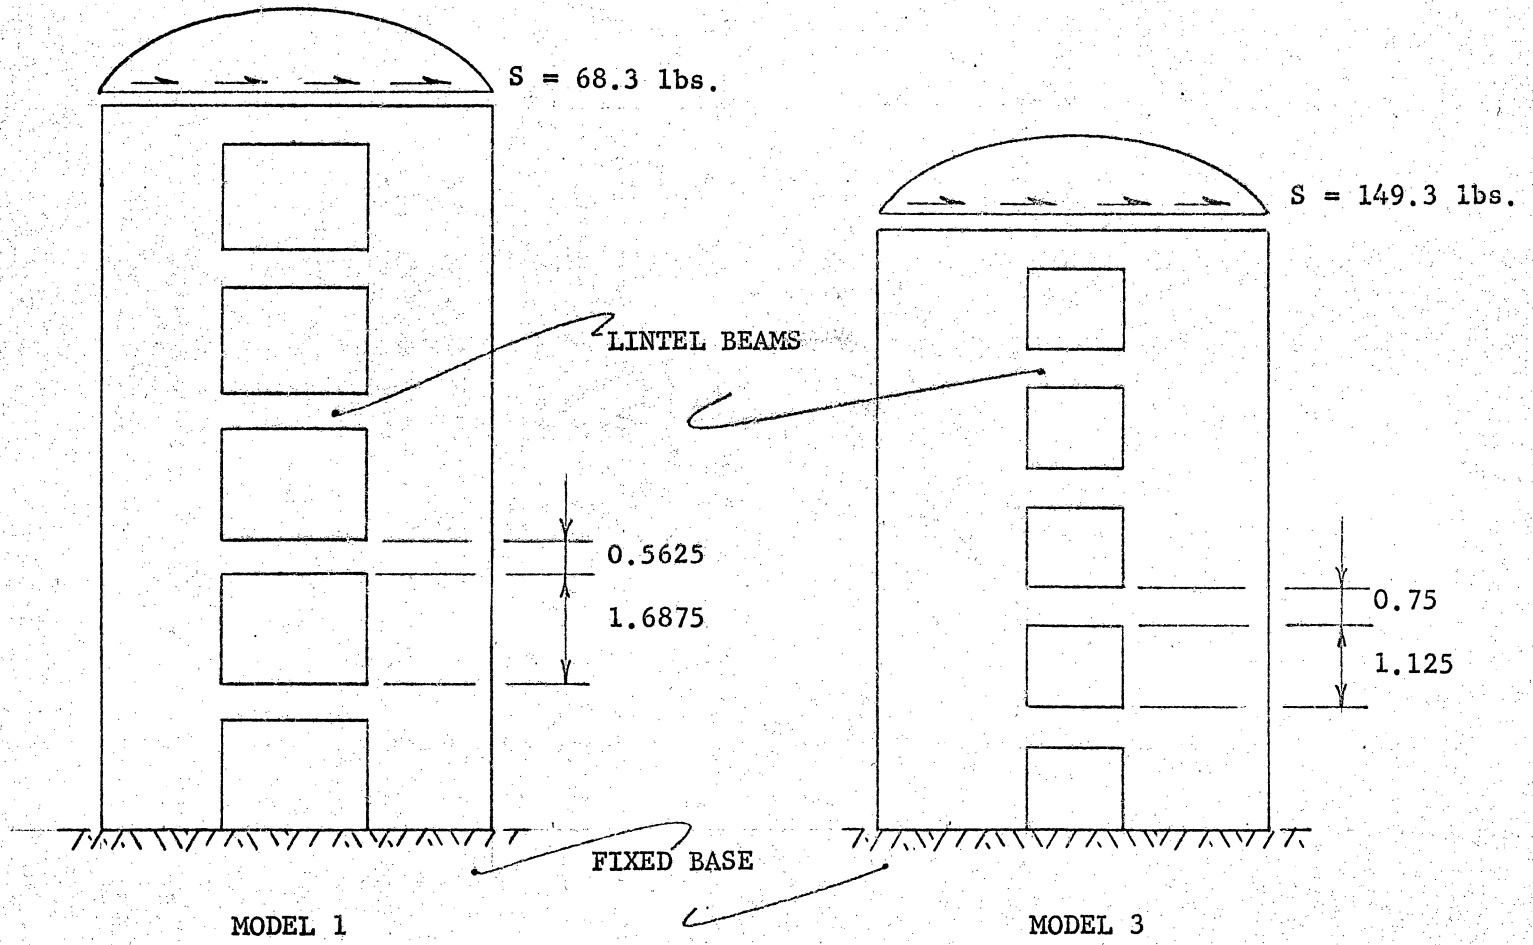 S = 68.3 lbs.
S = 149.3 lbs.
LINTEL BEAMS
0.5625
1.6875
0.75
1.125
FIXED BASE
MODEL 1
MODEL 3